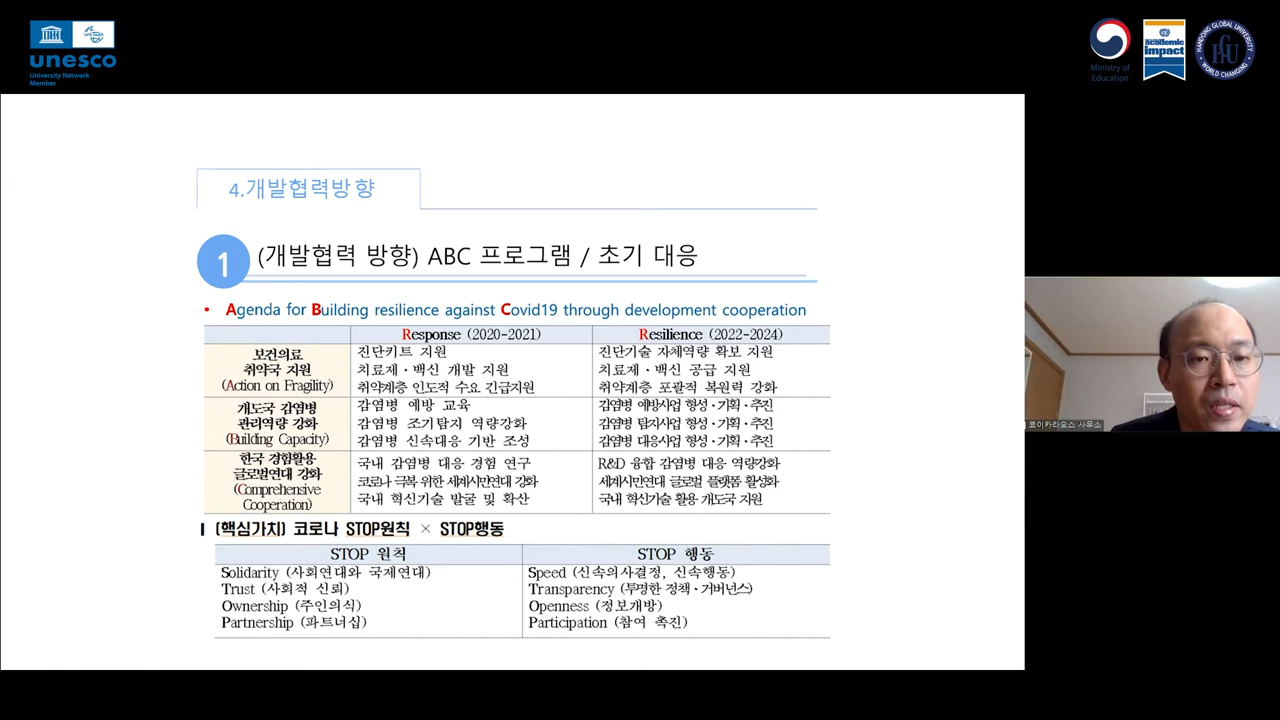 unesco
University Network
Member
Ministry of
Education
academic
impact
HANDONG GLOBAL UNIVERSITY
WORLD CHANGING
4.개발협력방향
1
(개발협력 방향) ABC 프로그램 / 초기 대응
• Agenda for Building resilience against Covid19 through development cooperation
Response (2020-2021)
Resilience (2022-2024)
보건의료
취약국 지원
(Action on Fragility)
진단키트 지원
치료제·백신 개발 지원
취약계층 인도적 수요 긴급지원
진단기술 자체역량 확보 지원
치료제·백신 공급 지원
취약계층 포괄적 복원력 강화
개도국 감염병
관리역량 강화
(Building Capacity)
감염병 예방 교육
감염병 조기탐지 역량강화
감염병 신속대응 기반 조성
감염병 예방사업 형성·기획·추진
감염병 탐지사업 형성·기획·추진
감염병 대응사업 형성·기획·추진
한국 경험활용
글로벌연대 강화
(Comprehensive
Cooperation)
국내 감염병 대응 경험 연구
코로나 극복 위한 세계시민연대 강화
국내 혁신기술 발굴 및 확산
R&D 융합 감염병 대응 역량강화
세계시민연대 글로벌 플랫폼 활성화
국내 혁신기술 활용 개도국 지원
(핵심가치) 코로나 STOP원칙 × STOP행동
STOP 원칙
STOP 행동
Solidarity (사회연대와 국제연대)
Speed (신속의사결정, 신속행동)
Trust (사회적 신뢰)
Transparency (투명한 정책·거버넌스)
Ownership (주인의식)
Openness (정보개방)
Partnership (파트너십)
Participation (참여 촉진)
코이카라오스 사무소